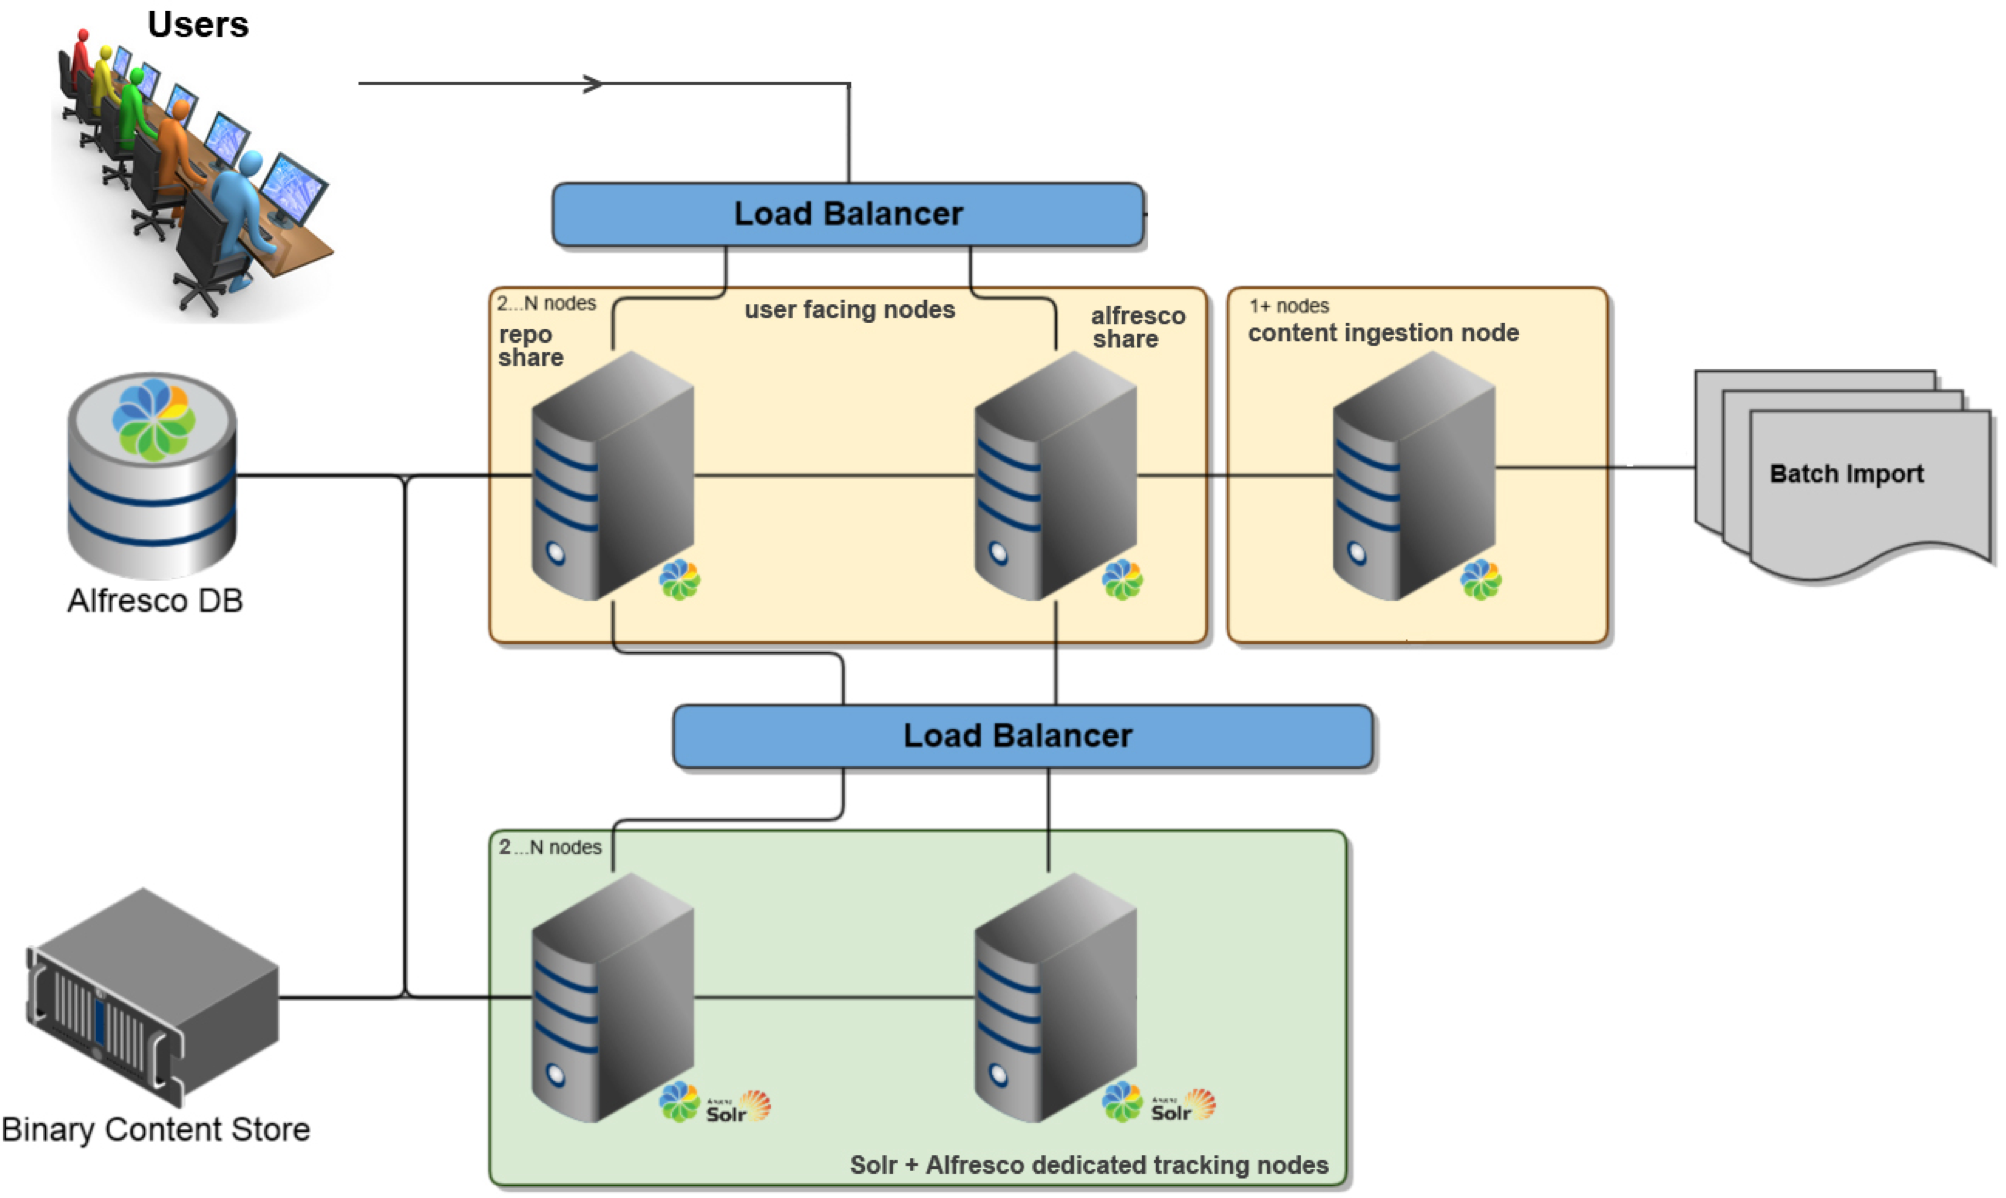 Users
Load Balancer
2...N nodes
user facing nodes
repo
share
alfresco
share
1+ nodes
content ingestion node
Batch Import
Alfresco DB
Load Balancer
2...N nodes
Solr
Solr
Binary Content Store
Solr + Alfresco dedicated tracking nodes